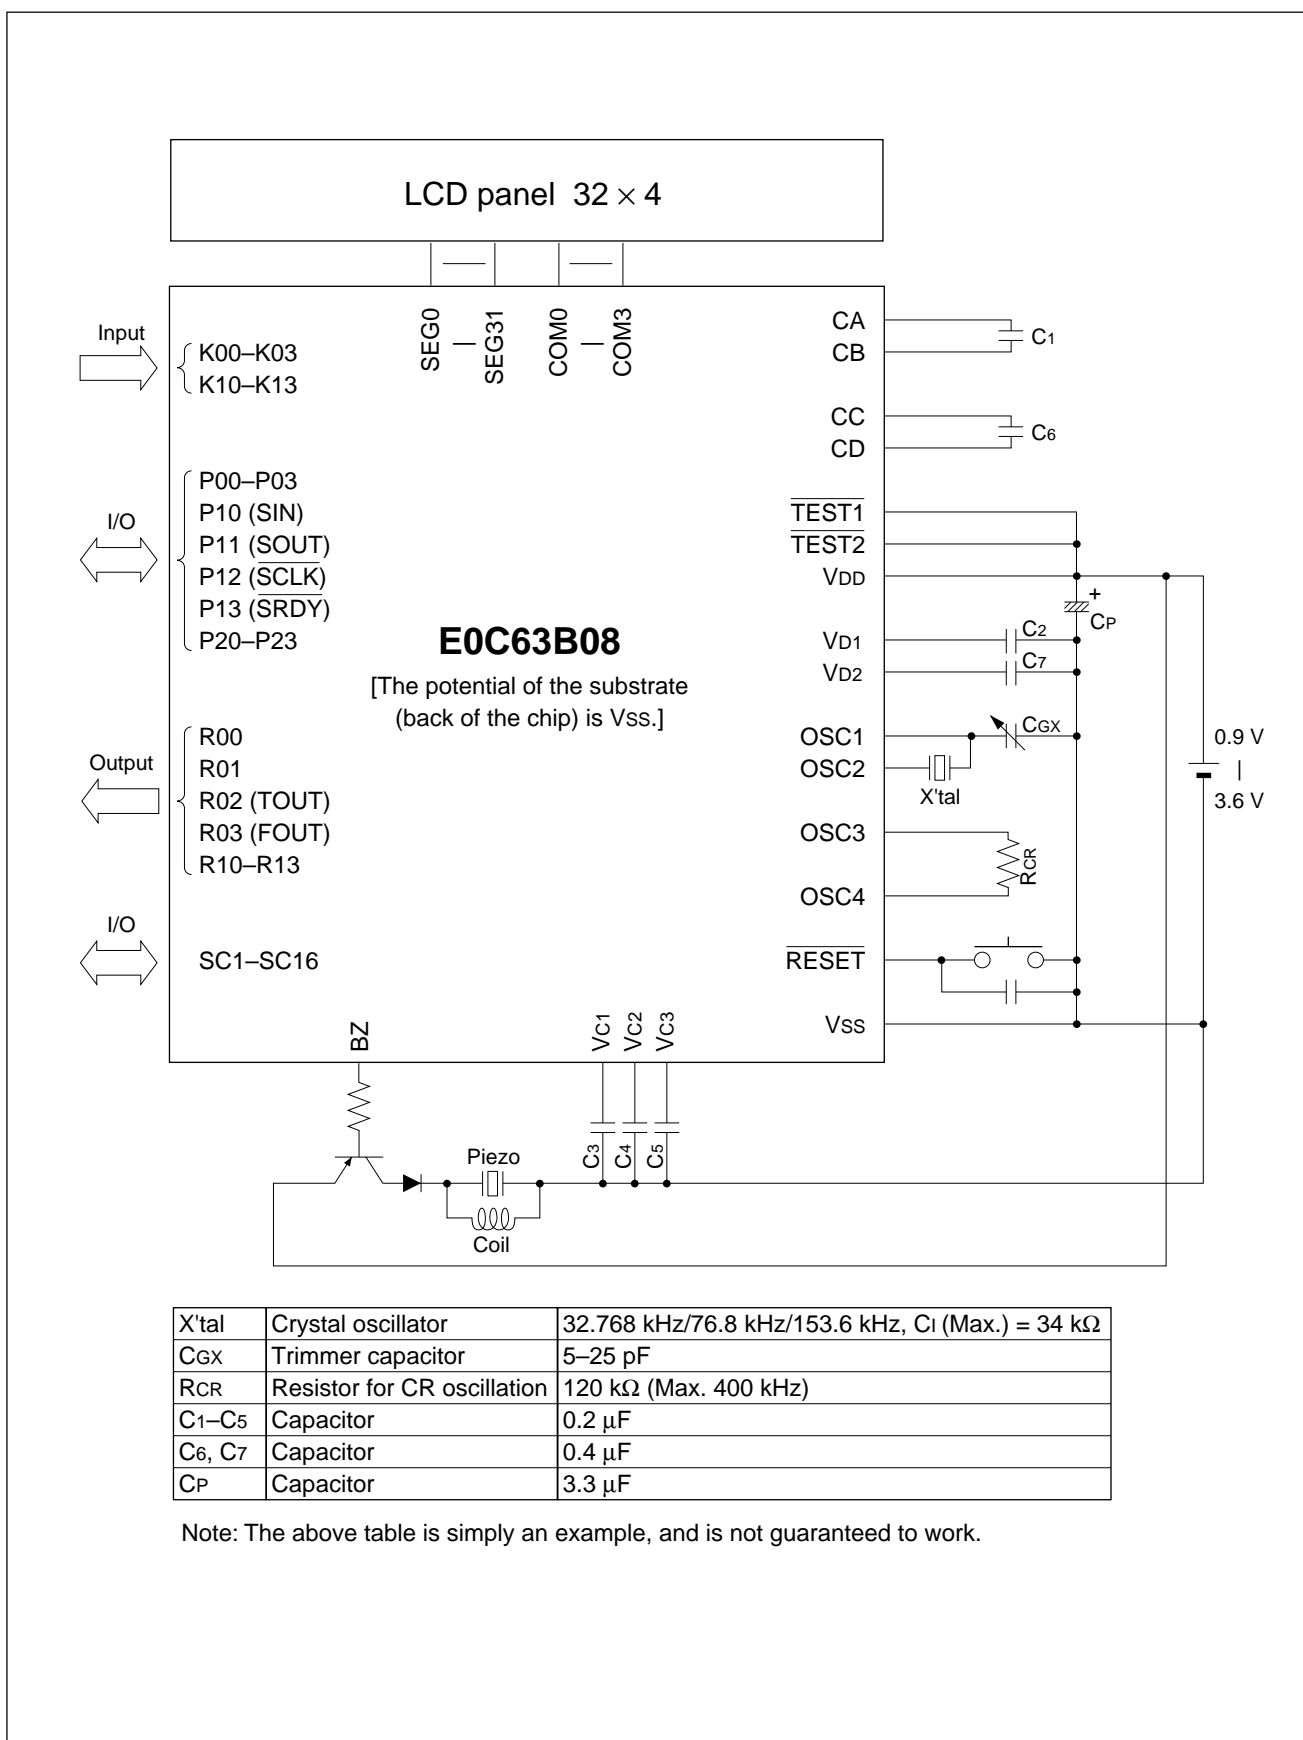 LCD panel 32 × 4
SEG0
SEG31
COM0
COM3
Input
K00–K03
K10–K13
I/O
P00–P03
P10 (SIN)
P11 (SOUT)
P12 (SCLK)
P13 (SRDY)
P20–P23
Output
R00
R01
R02 (TOUT)
R03 (FOUT)
R10–R13
I/O
SC1–SC16
E0C63B08
[The potential of the substrate
(back of the chip) is VSS.]
CA
CB
C1
CC
CD
C6
TEST1
TEST2
VDD
+
CP
VD1
C2
VD2
C7
OSC1
CGX
OSC2
X'tal
0.9 V
|
3.6 V
OSC3
RCR
OSC4
RESET
VSS
BZ
VC1
VC2
VC3
C3
C4
C5
Piezo
Coil
X'tal Crystal oscillator 32.768 kHz/76.8 kHz/153.6 kHz, CI (Max.) = 34 kΩ
CGX Trimmer capacitor 5–25 pF
RCR Resistor for CR oscillation 120 kΩ (Max. 400 kHz)
C1–C5 Capacitor 0.2 µF
C6, C7 Capacitor 0.4 µF
CP Capacitor 3.3 µF
Note: The above table is simply an example, and is not guaranteed to work.